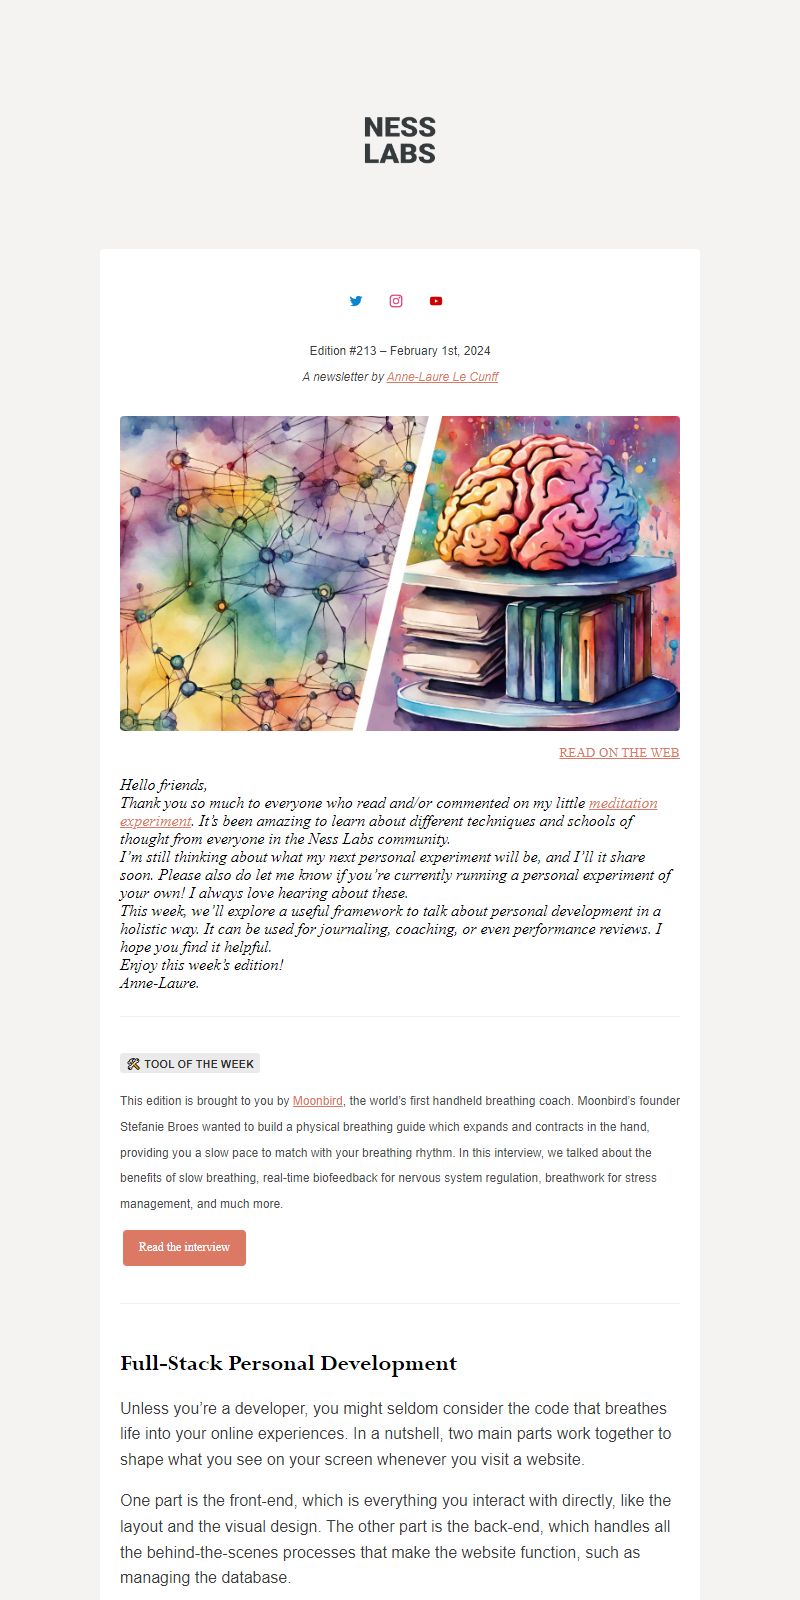 NESS
LABS
Edition #213 – February 1st, 2024
A newsletter by Anne-Laure Le Cunff
READ ON THE WEB
Hello friends,
Thank you so much to everyone who read and/or commented on my little meditation
experiment. It’s been amazing to learn about different techniques and schools of
thought from everyone in the Ness Labs community.
I’m still thinking about what my next personal experiment will be, and I’ll it share
soon. Please also do let me know if you’re currently running a personal experiment of
your own! I always love hearing about these.
This week, we’ll explore a useful framework to talk about personal development in a
holistic way. It can be used for journaling, coaching, or even performance reviews. I
hope you find it helpful.
Enjoy this week’s edition!
Anne-Laure.
🛠 TOOL OF THE WEEK
This edition is brought to you by Moonbird, the world’s first handheld breathing coach. Moonbird’s founder
Stefanie Broes wanted to build a physical breathing guide which expands and contracts in the hand,
providing you a slow pace to match with your breathing rhythm. In this interview, we talked about the
benefits of slow breathing, real-time biofeedback for nervous system regulation, breathwork for stress
management, and much more.
Read the interview
Full-Stack Personal Development
Unless you’re a developer, you might seldom consider the code that breathes
life into your online experiences. In a nutshell, two main parts work together to
shape what you see on your screen whenever you visit a website.
One part is the front-end, which is everything you interact with directly, like the
layout and the visual design. The other part is the back-end, which handles all
the behind-the-scenes processes that make the website function, such as
managing the database.